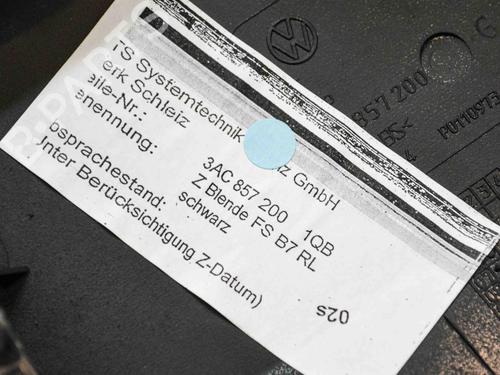 TS Systemtechnik GmbH
erk Schleiz
eile-Nr.: 3AC 857 200 1QB
enennung: Z Blende FS B7 RL
schwarz
bsprachestand:
Unter Berücksichtigung Z-Datum)
02s
857 200
G